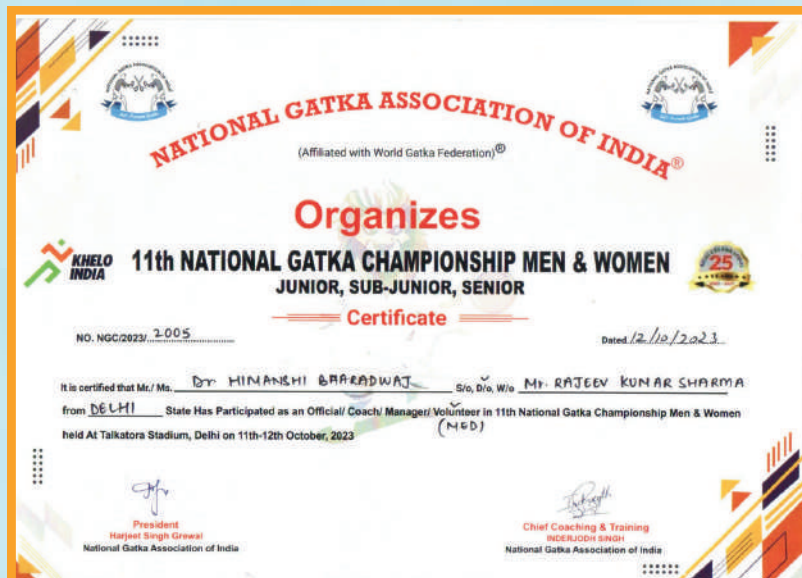 NATIONAL GATKA ASSOCIATION OF INDIA®
(Affiliated with World Gatka Federation)®
Organizes
KHELO INDIA
11th NATIONAL GATKA CHAMPIONSHIP MEN & WOMEN
25
JUNIOR, SUB-JUNIOR, SENIOR
Certificate
NO. NGC/2023/ 2005
Dated 12/10/2023
It is certified that Mr./ Ms. Dr HIMANSHI BHARADWAJ S/o, D/o, W/o Mr. RAJEEV KUMAR SHARMA
from DELHI State Has Participated as an Official/ Coach/ Manager/ Volunteer in 11th National Gatka Championship Men & Women
(MED)
held At Talkatora Stadium, Delhi on 11th-12th October, 2023
President
Harjeet Singh Grewal
National Gatka Association of India
Chief Coaching & Training
INDERJODH SINGH
National Gatka Association of India